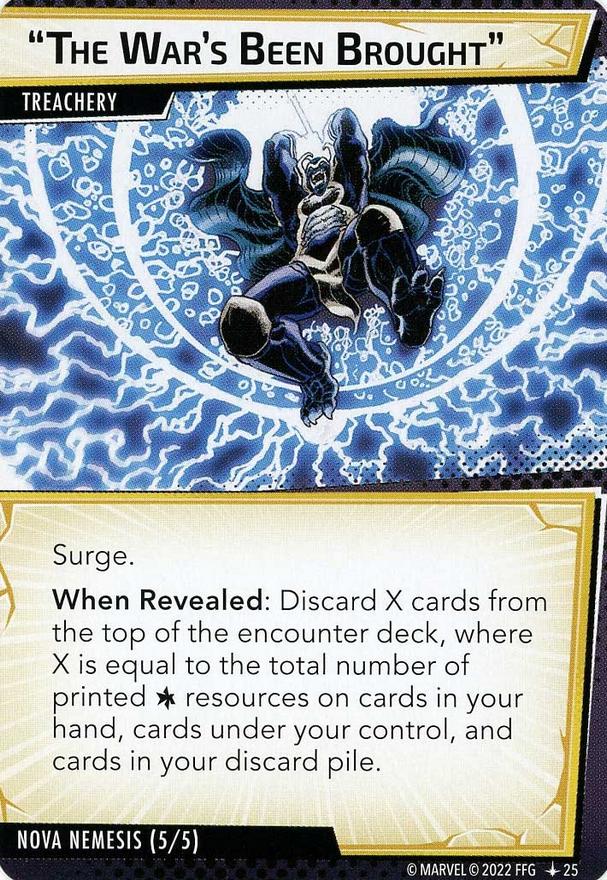 “The War’s Been Brought”
TREACHERY
Surge.
When Revealed: Discard X cards from
the top of the encounter deck, where
X is equal to the total number of
printed resources on cards in your
hand, cards under your control, and
cards in your discard pile.
NOVA NEMESIS (5/5)
© MARVEL © 2022 FFG 25